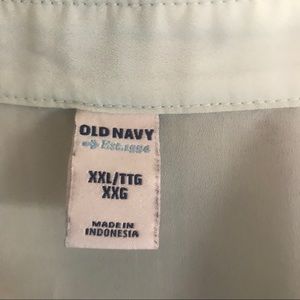 OLD NAVY
Est.1994
XXL/TTG
XXG
MADE IN
INDONESIA